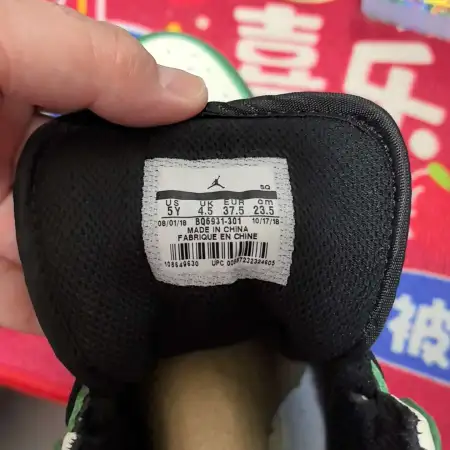 喜
乐
SQ
US UK EUR cm
5Y 4.5 37.5 23.5
08/01/18 BQ6931-301 10/17/18
MADE IN CHINA
FABRIQUE EN CHINE
被